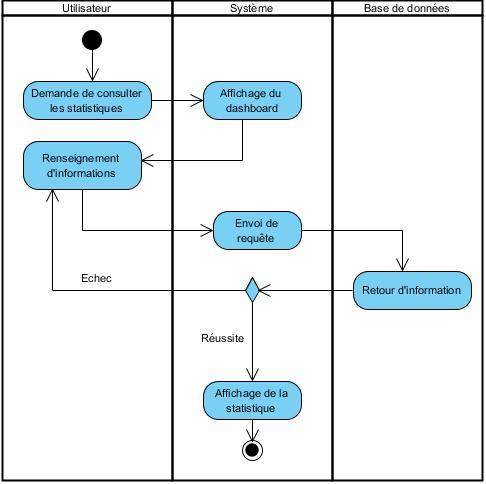 Utilisateur
Système
Base de données
Demande de consulter
les statistiques
Affichage du
dashboard
Renseignement
d'informations
Envoi de
requête
Echec
Retour d'information
Réussite
Affichage de la
statistique